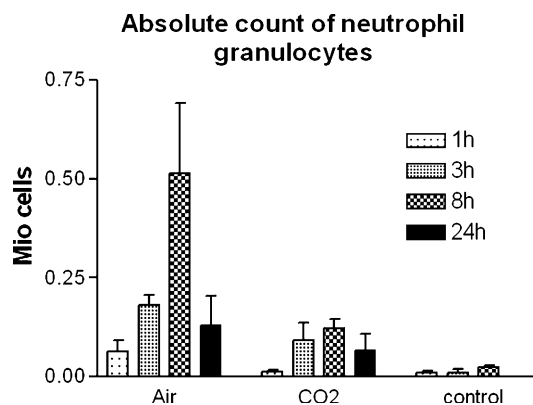 Absolute count of neutrophil
granulocytes
0.75
0.50
0.25
0.00
Mio cells
1h
3h
8h
24h
Air CO2 control